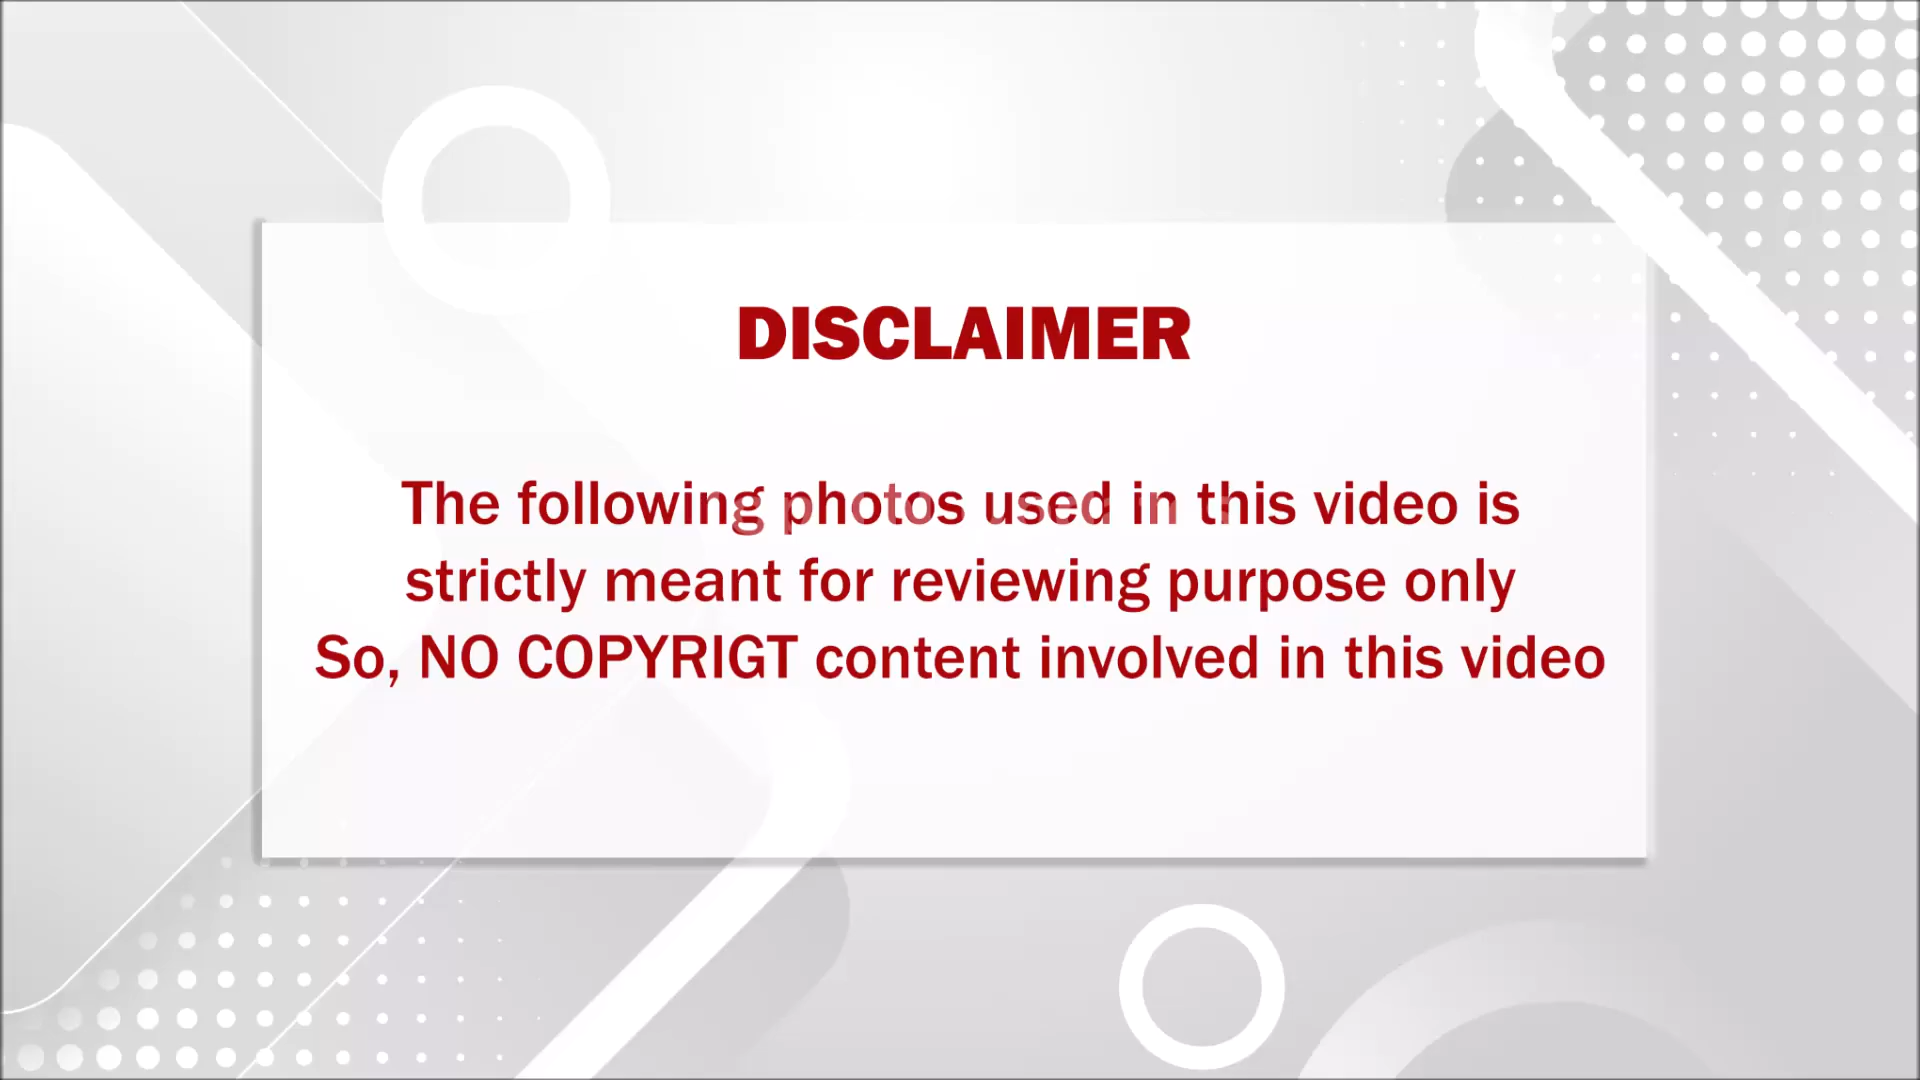 DISCLAIMER
The following photos used in this video is
strictly meant for reviewing purpose only
So, NO COPYRIGT content involved in this video